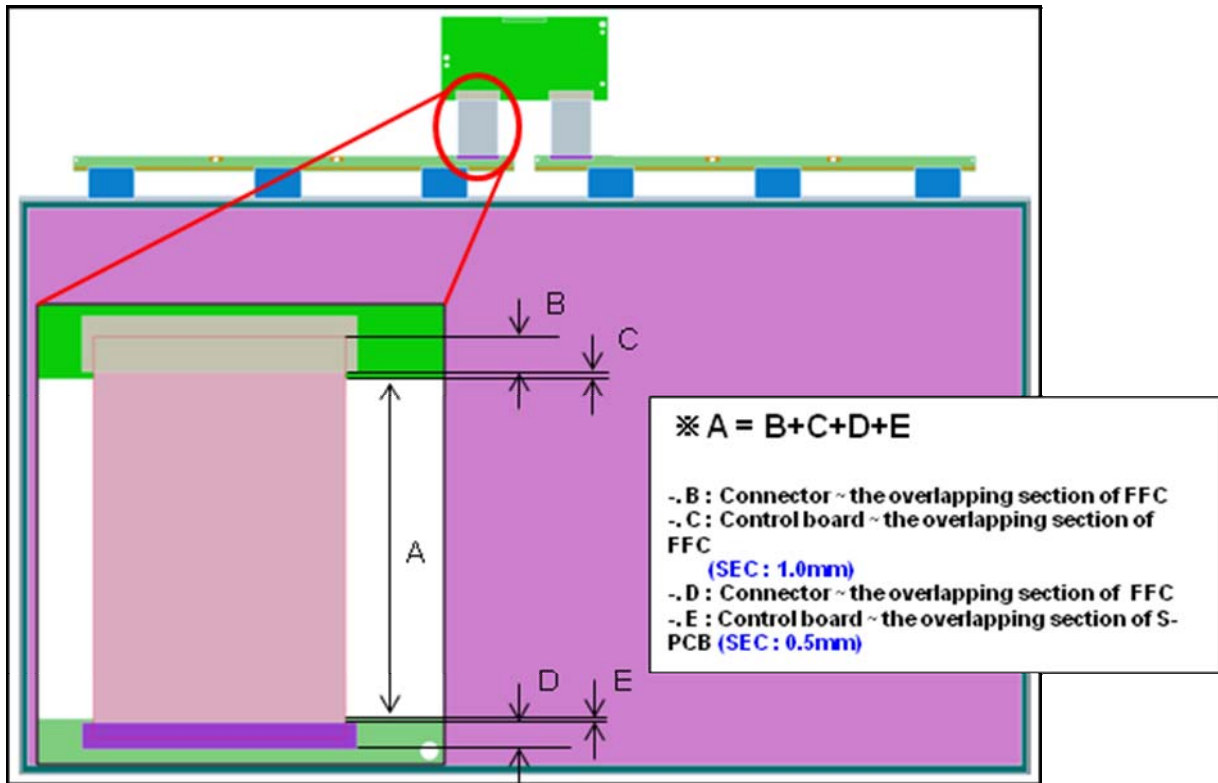 B
C
※ A = B+C+D+E
-. B : Connector ~ the overlapping section of FFC
-. C : Control board ~ the overlapping section of
FFC
(SEC : 1.0mm)
-. D : Connector ~ the overlapping section of FFC
-. E : Control board ~ the overlapping section of S-
PCB (SEC : 0.5mm)
A
D
E